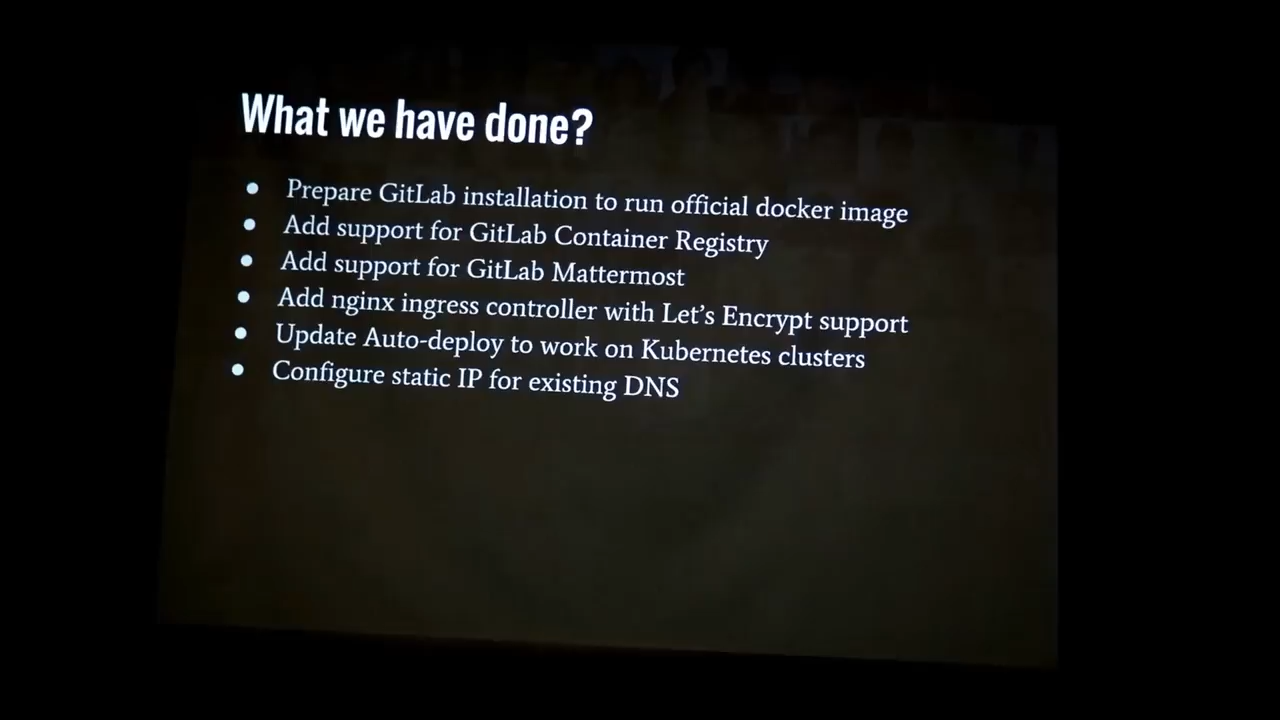 What we have done?
● Prepare GitLab installation to run official docker image
● Add support for GitLab Container Registry
● Add support for GitLab Mattermost
● Add nginx ingress controller with Let's Encrypt support
● Update Auto-deploy to work on Kubernetes clusters
● Configure static IP for existing DNS